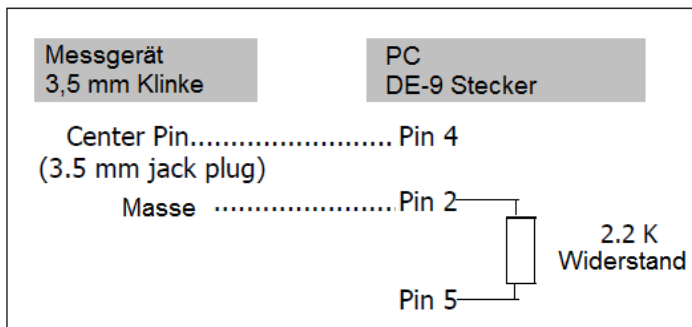 Messgerät
3,5 mm Klinke
PC
DE-9 Stecker
Center Pin.......................... Pin 4
(3.5 mm jack plug)
Masse ....................... Pin 2
2.2 K
Widerstand
Pin 5